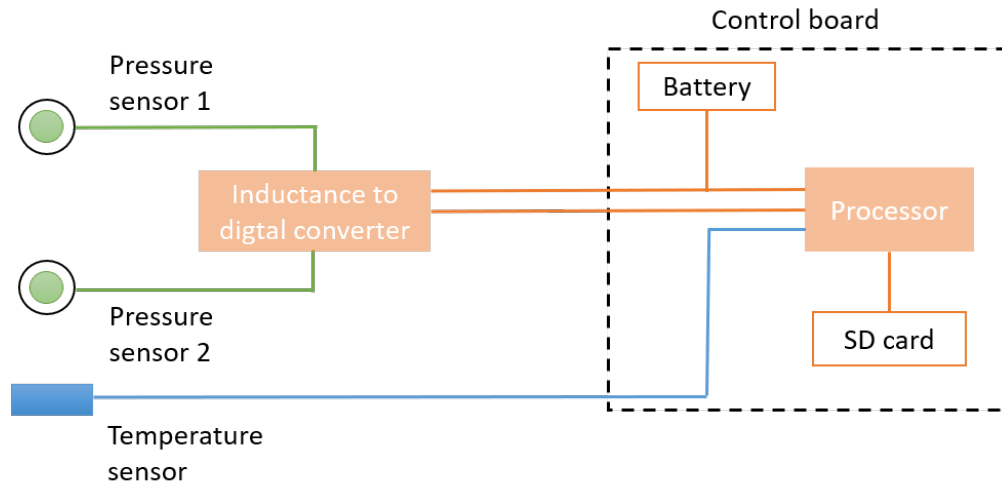 Control board
Pressure
sensor 1
Battery
Inductance to
digtal converter
Processor
Pressure
sensor 2
SD card
Temperature
sensor